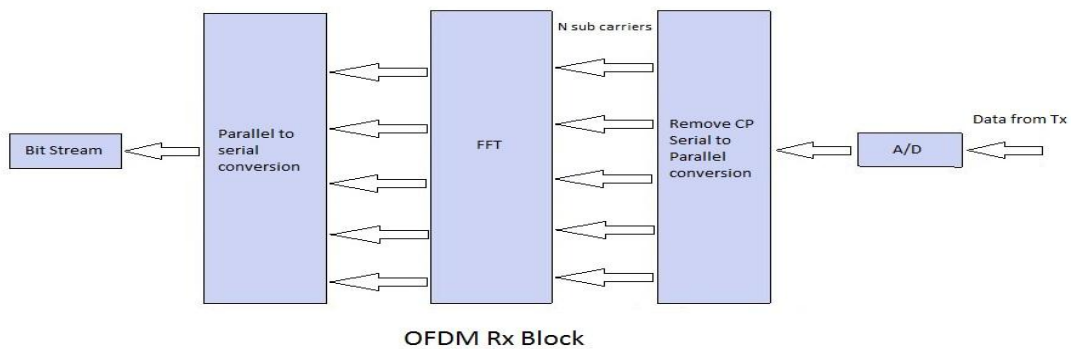 N sub carriers
Bit Stream
Parallel to
serial
conversion
FFT
Remove CP
Serial to
Parallel
conversion
A/D
Data from Tx
OFDM Rx Block